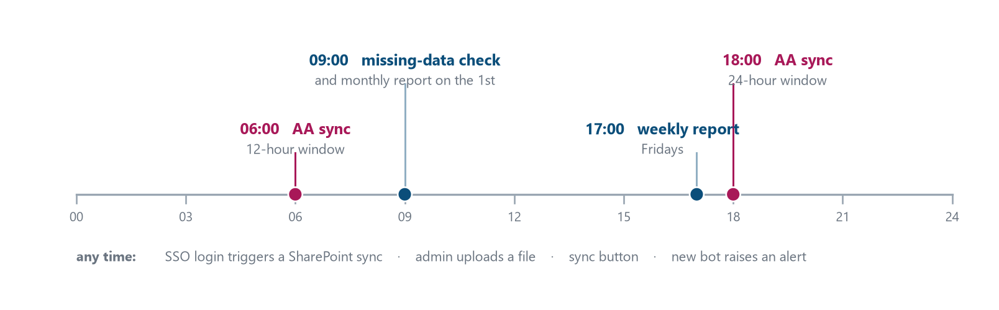 09:00 missing-data check
and monthly report on the 1st
18:00 AA sync
24-hour window
06:00 AA sync
12-hour window
17:00 weekly report
Fridays
00 03 06 09 12 15 18 21 24
any time: SSO login triggers a SharePoint sync · admin uploads a file · sync button · new bot raises an alert